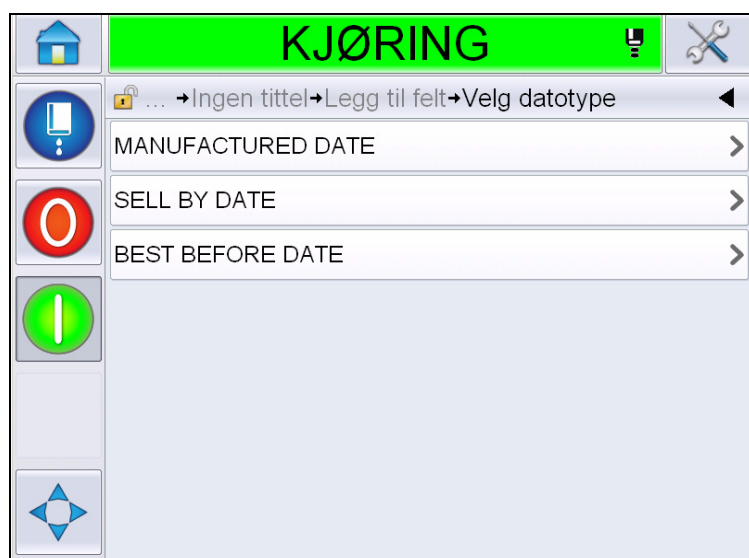 KJØRING
... →Ingen tittel→Legg til felt→Velg datotype
MANUFACTURED DATE
SELL BY DATE
BEST BEFORE DATE